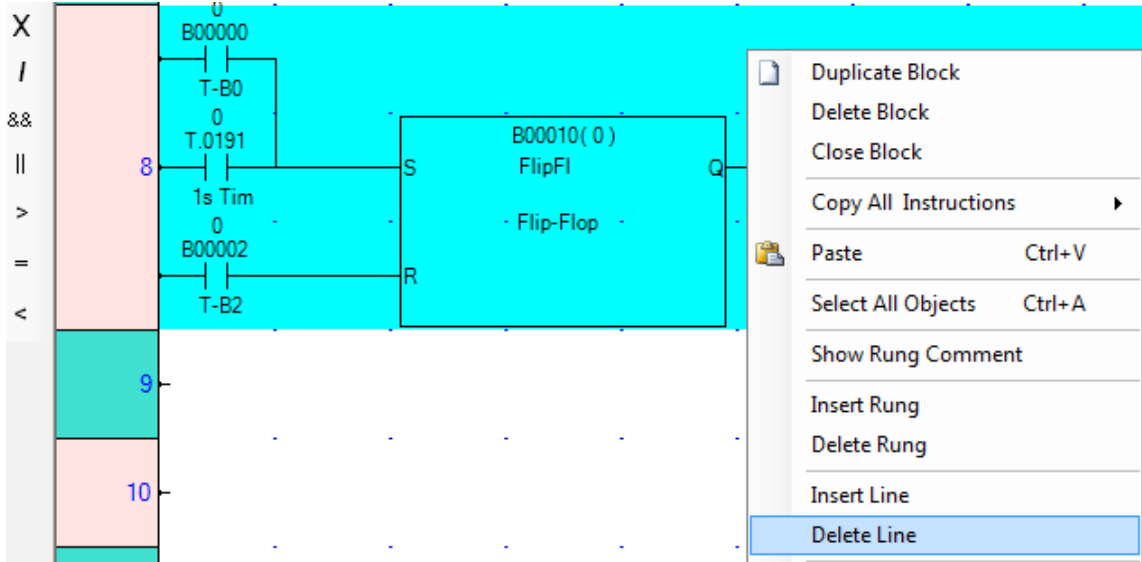 X
/
&&
||
>
=
<
0
B00000
T-B0
0
T.0191
8
1s Tim
0
B00002
T-B2
B00010( 0 )
S FlipFl Q
Flip-Flop
R
9
10
Duplicate Block
Delete Block
Close Block
Copy All Instructions
Paste Ctrl+V
Select All Objects Ctrl+A
Show Rung Comment
Insert Rung
Delete Rung
Insert Line
Delete Line